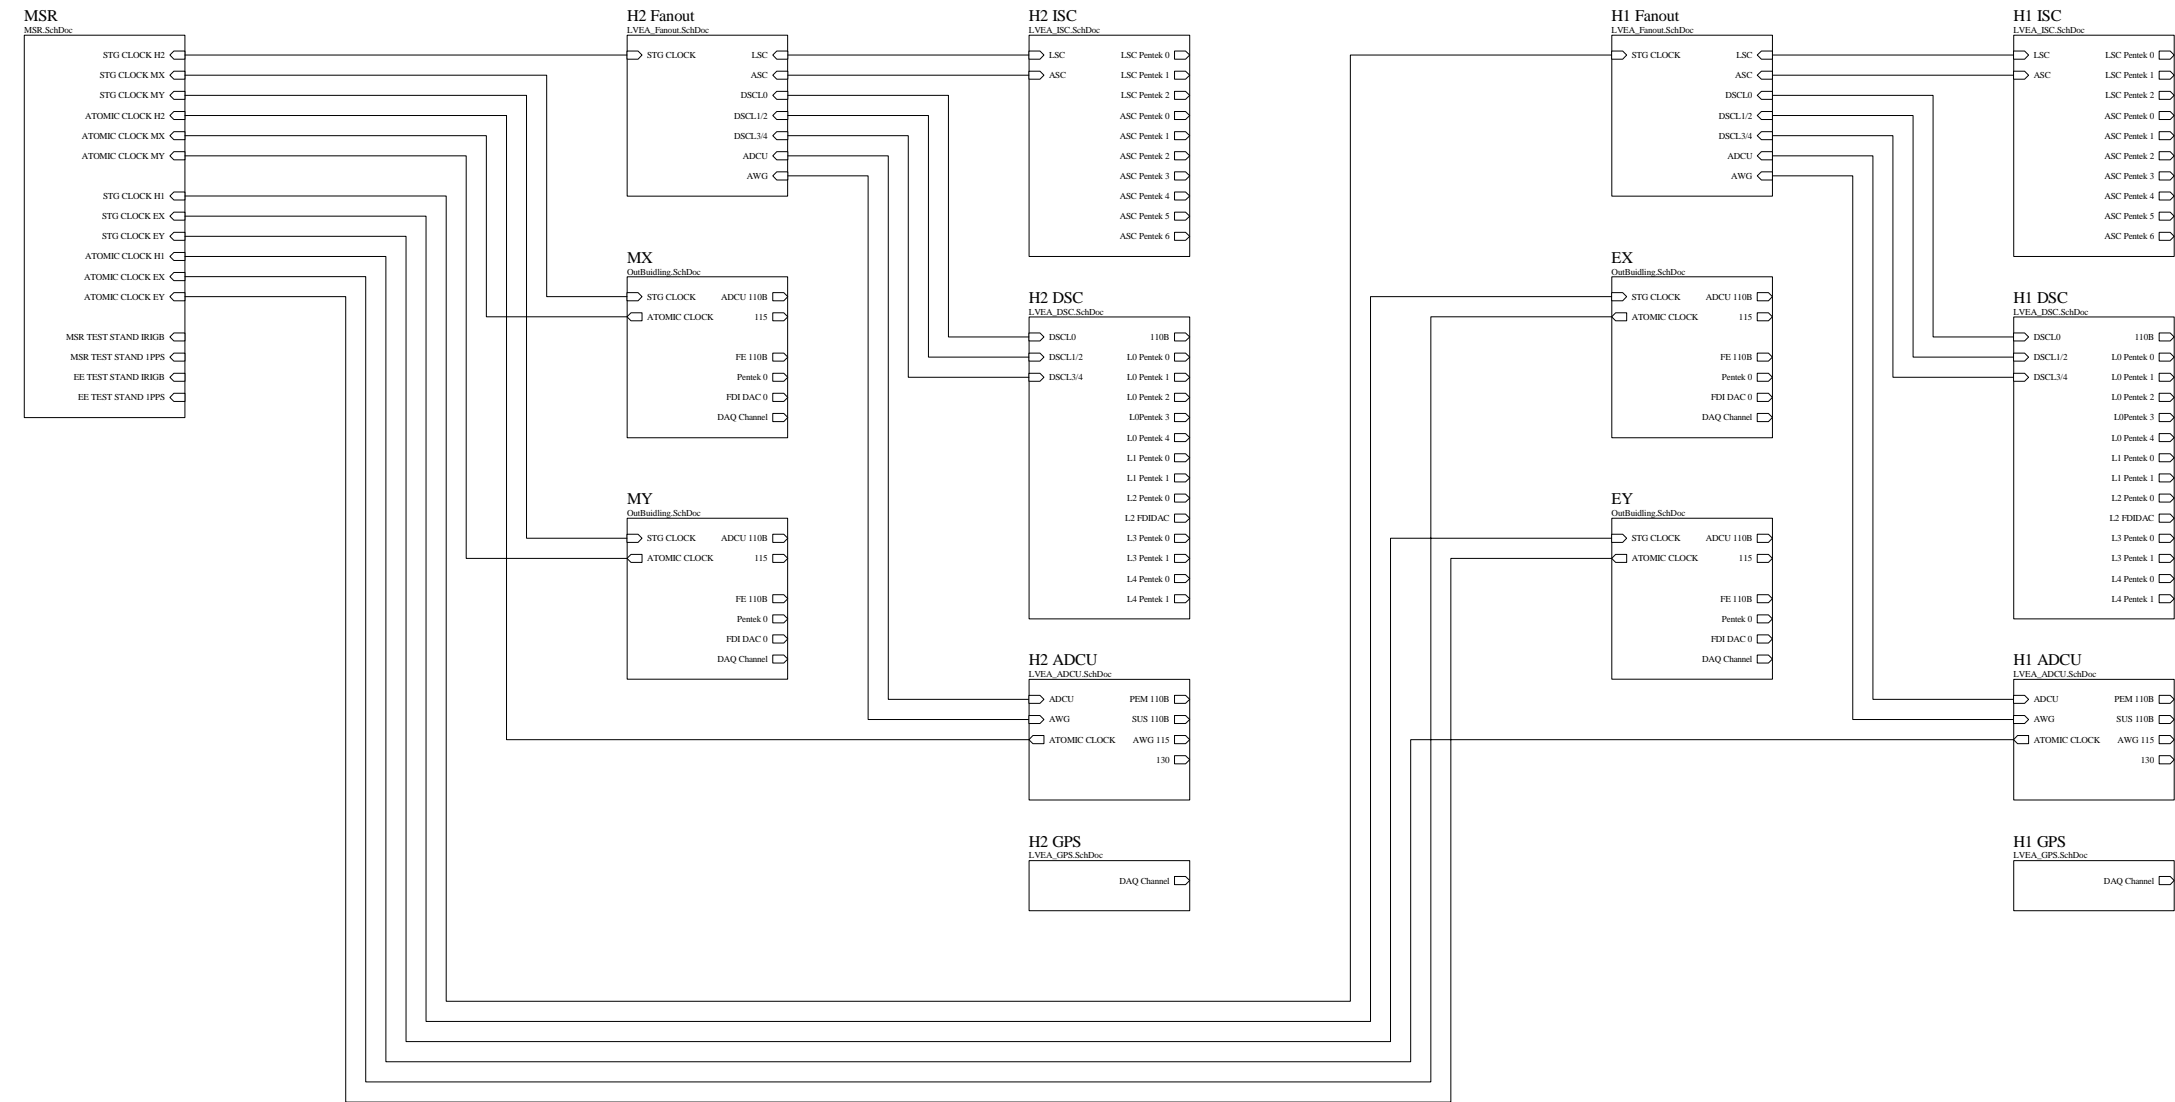 MSR
MSR.SchDoc
STG CLOCK H2
STG CLOCK MX
STG CLOCK MY
ATOMIC CLOCK H2
ATOMIC CLOCK MX
ATOMIC CLOCK MY
STG CLOCK H1
STG CLOCK EX
STG CLOCK EY
ATOMIC CLOCK H1
ATOMIC CLOCK EX
ATOMIC CLOCK EY
MSR TEST STAND IRIGB
MSR TEST STAND 1PPS
EE TEST STAND IRIGB
EE TEST STAND 1PPS
H2 Fanout
LVEA_Fanout.SchDoc
STG CLOCK LSC
ASC
DSCL0
DSCL1/2
DSCL3/4
ADCU
AWG
MX
OutBuidling.SchDoc
STG CLOCK ADCU 110B
ATOMIC CLOCK 115
FE 110B
Pentek 0
FDI DAC 0
DAQ Channel
MY
OutBuidling.SchDoc
STG CLOCK ADCU 110B
ATOMIC CLOCK 115
FE 110B
Pentek 0
FDI DAC 0
DAQ Channel
H2 ISC
LVEA_ISC.SchDoc
LSC LSC Pentek 0
ASC LSC Pentek 1
LSC Pentek 2
ASC Pentek 0
ASC Pentek 1
ASC Pentek 2
ASC Pentek 3
ASC Pentek 4
ASC Pentek 5
ASC Pentek 6
H2 DSC
LVEA_DSC.SchDoc
DSCL0 110B
DSCL1/2 L0 Pentek 0
DSCL3/4 L0 Pentek 1
L0 Pentek 2
L0Pentek 3
L0 Pentek 4
L1 Pentek 0
L1 Pentek 1
L2 Pentek 0
L2 FDIDAC
L3 Pentek 0
L3 Pentek 1
L4 Pentek 0
L4 Pentek 1
H2 ADCU
LVEA_ADCU.SchDoc
ADCU PEM 110B
AWG SUS 110B
ATOMIC CLOCK AWG 115
130
H2 GPS
LVEA_GPS.SchDoc
DAQ Channel
H1 Fanout
LVEA_Fanout.SchDoc
STG CLOCK LSC
ASC
DSCL0
DSCL1/2
DSCL3/4
ADCU
AWG
EX
OutBuidling.SchDoc
STG CLOCK ADCU 110B
ATOMIC CLOCK 115
FE 110B
Pentek 0
FDI DAC 0
DAQ Channel
EY
OutBuidling.SchDoc
STG CLOCK ADCU 110B
ATOMIC CLOCK 115
FE 110B
Pentek 0
FDI DAC 0
DAQ Channel
H1 ISC
LVEA_ISC.SchDoc
LSC LSC Pentek 0
ASC LSC Pentek 1
LSC Pentek 2
ASC Pentek 0
ASC Pentek 1
ASC Pentek 2
ASC Pentek 3
ASC Pentek 4
ASC Pentek 5
ASC Pentek 6
H1 DSC
LVEA_DSC.SchDoc
DSCL0 110B
DSCL1/2 L0 Pentek 0
DSCL3/4 L0 Pentek 1
L0 Pentek 2
L0Pentek 3
L0 Pentek 4
L1 Pentek 0
L1 Pentek 1
L2 Pentek 0
L2 FDIDAC
L3 Pentek 0
L3 Pentek 1
L4 Pentek 0
L4 Pentek 1
H1 ADCU
LVEA_ADCU.SchDoc
ADCU PEM 110B
AWG SUS 110B
ATOMIC CLOCK AWG 115
130
H1 GPS
LVEA_GPS.SchDoc
DAQ Channel